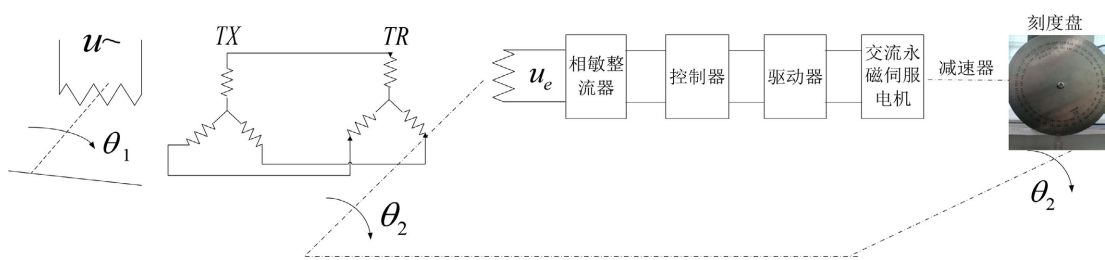 u~
θ₁
TX
TR
θ₂
uₑ
相敏整
流器
控制器
驱动器
交流永
磁伺服
电机
减速器
刻度盘
θ₂